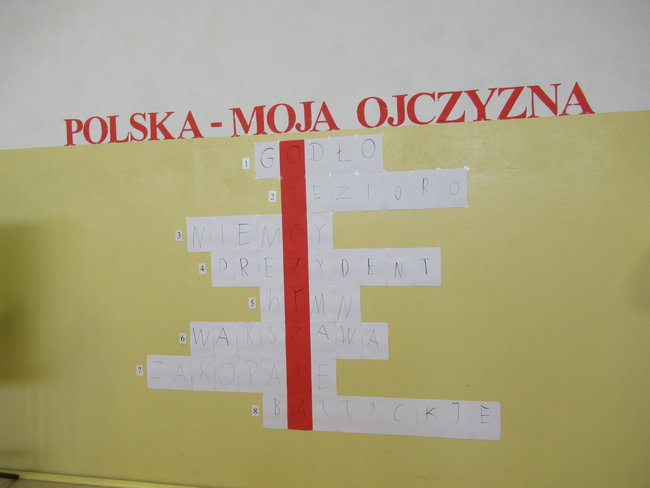 POLSKA - MOJA OJCZYZNA
1 GODŁO
2 JEZIORO
3 NIEMCY
4 PREZYDENT
5 hYMN
6 WARSZAWA
7 ZAKOPANE
8 BAŁTYCKIE